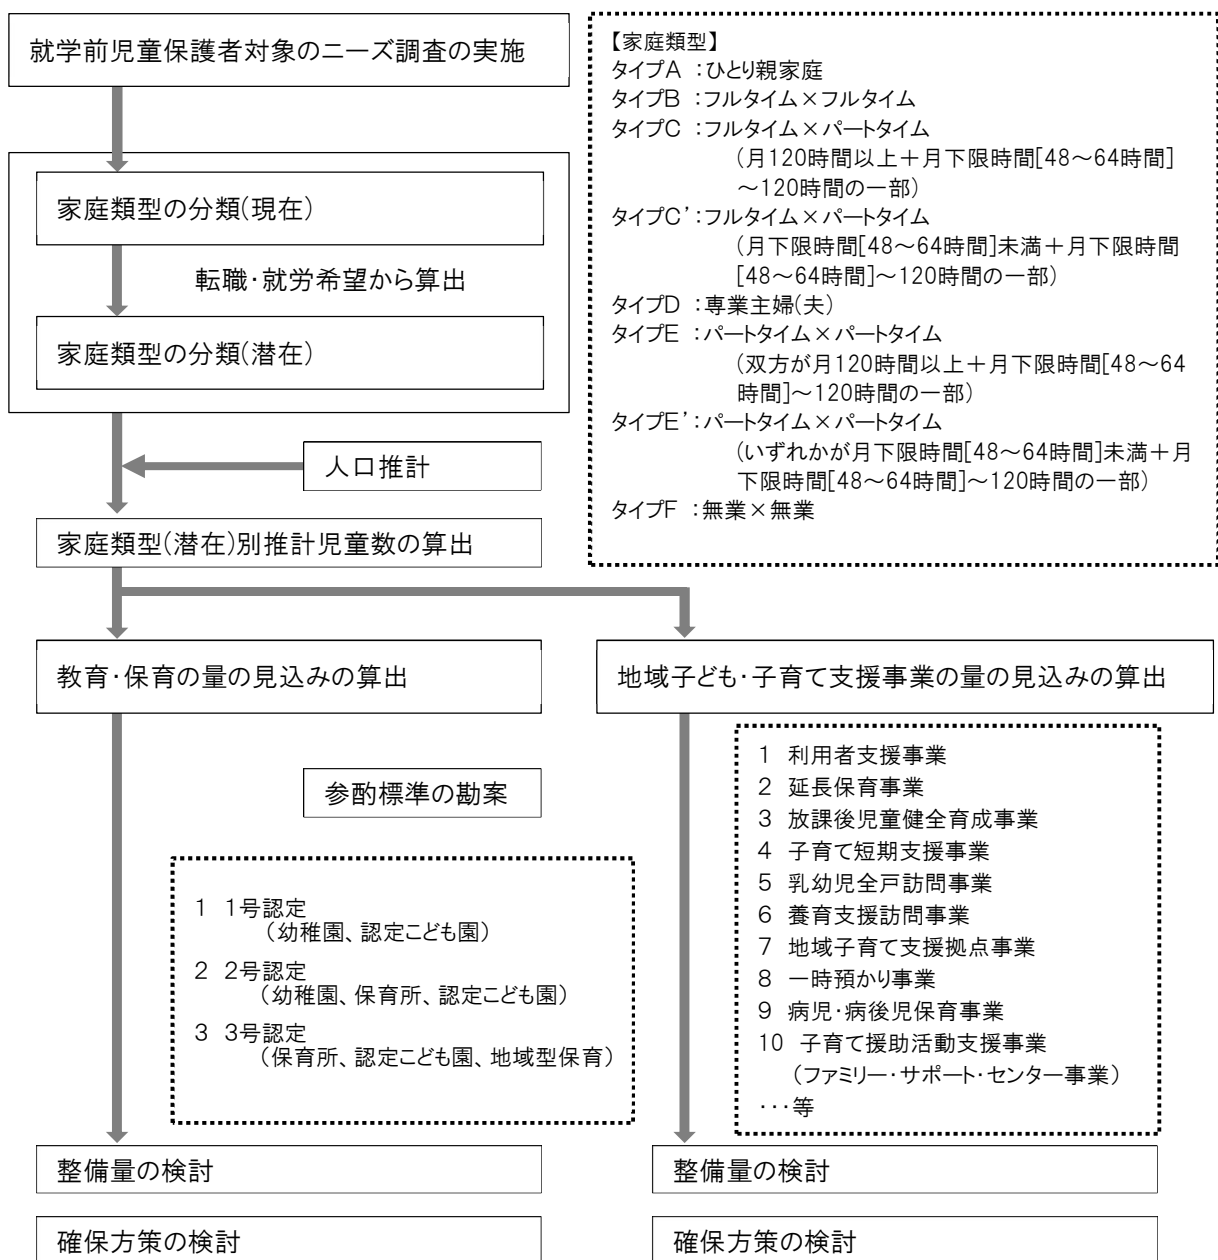 就学前児童保護者対象のニーズ調査の実施
家庭類型の分類(現在)
転職・就労希望から算出
家庭類型の分類(潜在)
人口推計
家庭類型(潜在)別推計児童数の算出
【家庭類型】
タイプA :ひとり親家庭
タイプB :フルタイム×フルタイム
タイプC :フルタイム×パートタイム
(月120時間以上+月下限時間[48~64時間]
~120時間の一部)
タイプC':フルタイム×パートタイム
(月下限時間[48~64時間]未満+月下限時間
[48~64時間]~120時間の一部)
タイプD :専業主婦(夫)
タイプE :パートタイム×パートタイム
(双方が月120時間以上+月下限時間[48~64
時間]~120時間の一部)
タイプE':パートタイム×パートタイム
(いずれかが月下限時間[48~64時間]未満+月
下限時間[48~64時間]~120時間の一部)
タイプF :無業×無業
教育・保育の量の見込みの算出
参酌標準の勘案
1 1号認定
(幼稚園、認定こども園)
2 2号認定
(幼稚園、保育所、認定こども園)
3 3号認定
(保育所、認定こども園、地域型保育)
整備量の検討
確保方策の検討
地域子ども・子育て支援事業の量の見込みの算出
1 利用者支援事業
2 延長保育事業
3 放課後児童健全育成事業
4 子育て短期支援事業
5 乳幼児全戸訪問事業
6 養育支援訪問事業
7 地域子育て支援拠点事業
8 一時預かり事業
9 病児・病後児保育事業
10 子育て援助活動支援事業
(ファミリー・サポート・センター事業)
・・・等
整備量の検討
確保方策の検討